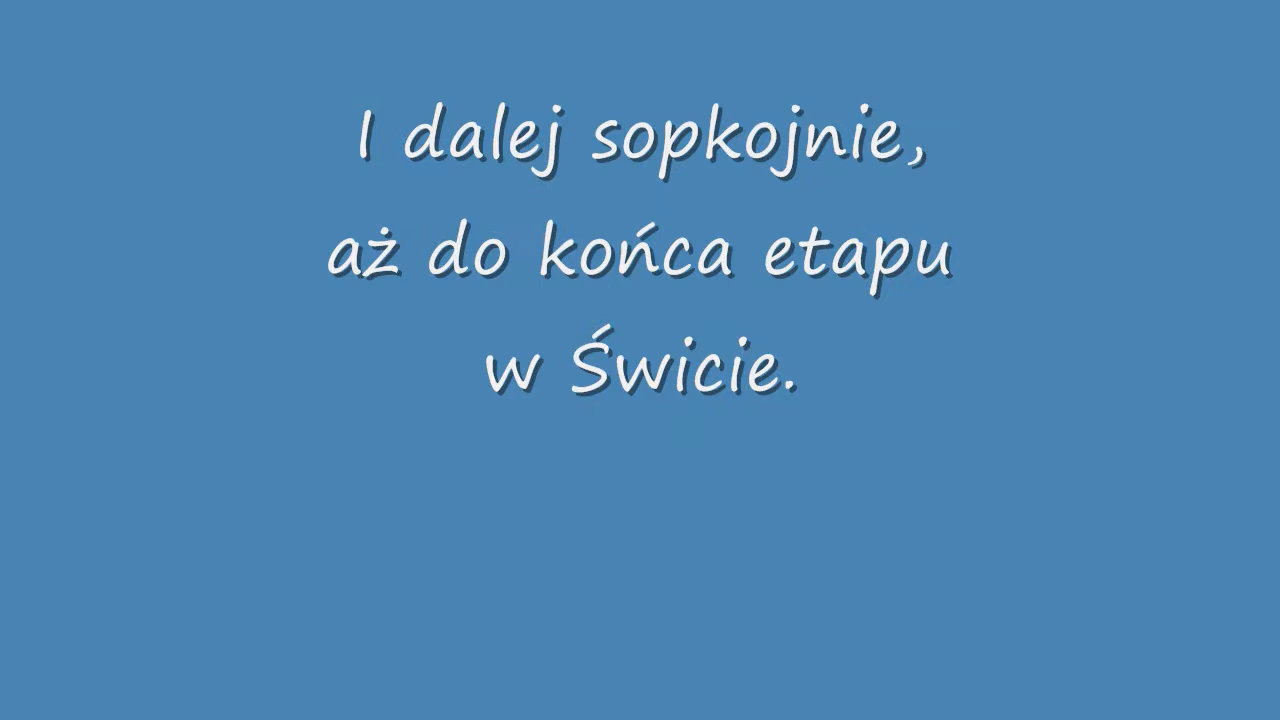 I dalej sopkojnie,
aż do końca etapu
w Świcie.